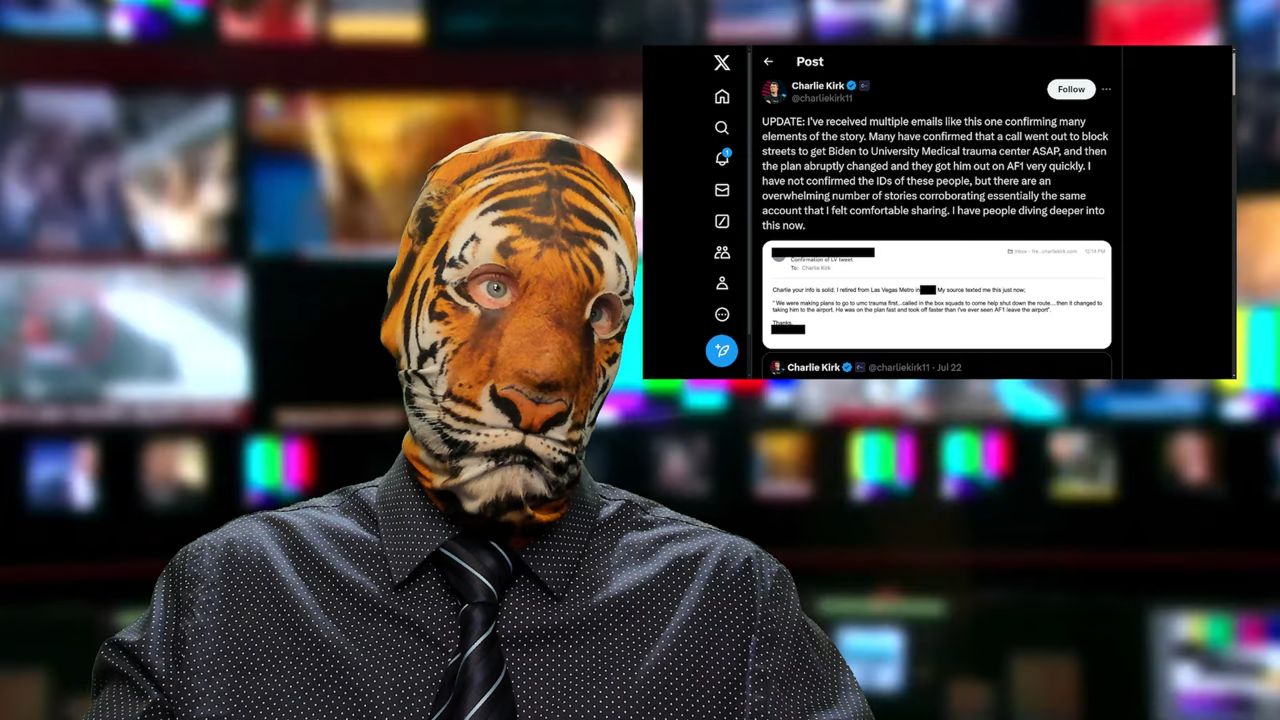 Post
Charlie Kirk
@charliekirk11
Follow
UPDATE: I've received multiple emails like this one confirming many
elements of the story. Many have confirmed that a call went out to block
streets to get Biden to University Medical trauma center ASAP, and then
the plan abruptly changed and they got him out on AF1 very quickly. I
have not confirmed the IDs of these people, but there are an
overwhelming number of stories corroborating essentially the same
account that I felt comfortable sharing. I have people diving deeper into
this now.
Inbox - fre...charliekirk.com 12:14 PM
Confirmation of LV tweet
To: Charlie Kirk
Charlie your info is solid. I retired from Las Vegas Metro in My source texted me this just now;
" We were making plans to go to umc trauma first...called in the box squads to come help shut down the route....then it changed to
taking him to the airport. He was on the plan fast and took off faster than I've ever seen AF1 leave the airport".
Thanks
Charlie Kirk @charliekirk11 · Jul 22